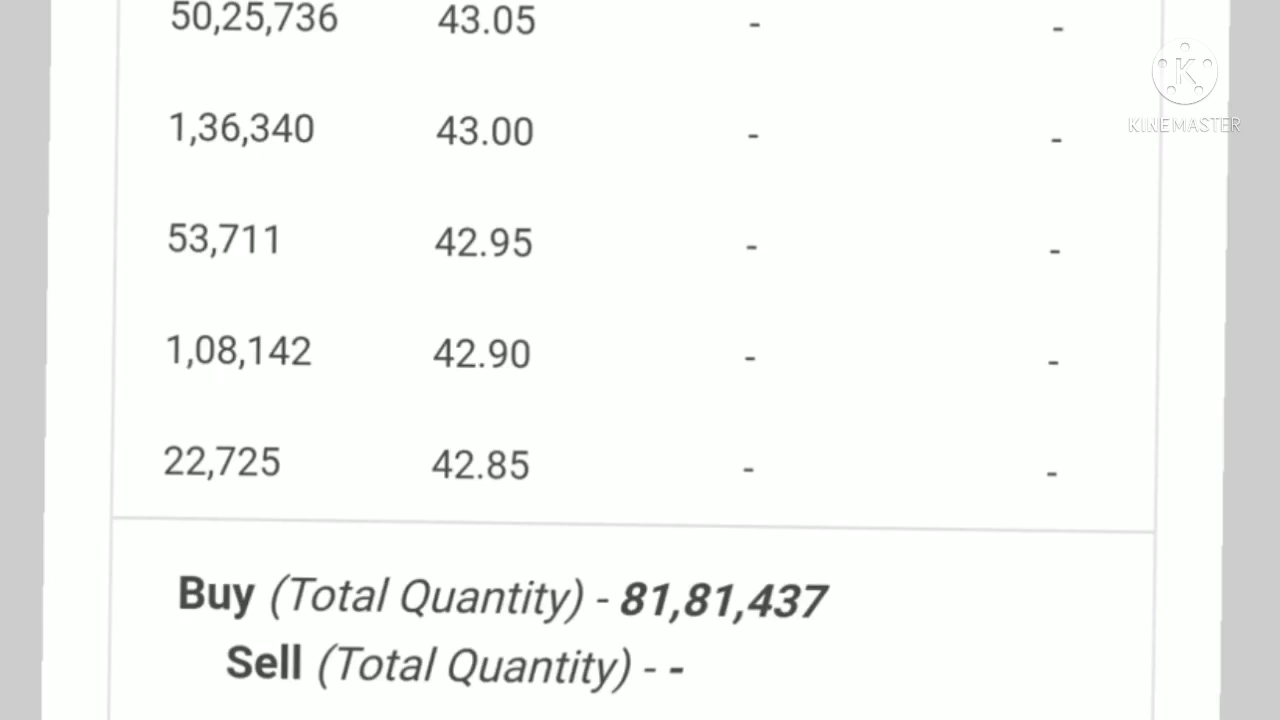 50,25,736 43.05 - -
K
KINEMASTER
1,36,340 43.00 - -
53,711 42.95 - -
1,08,142 42.90 - -
22,725 42.85 - -
Buy (Total Quantity) - 81,81,437
Sell (Total Quantity) - -